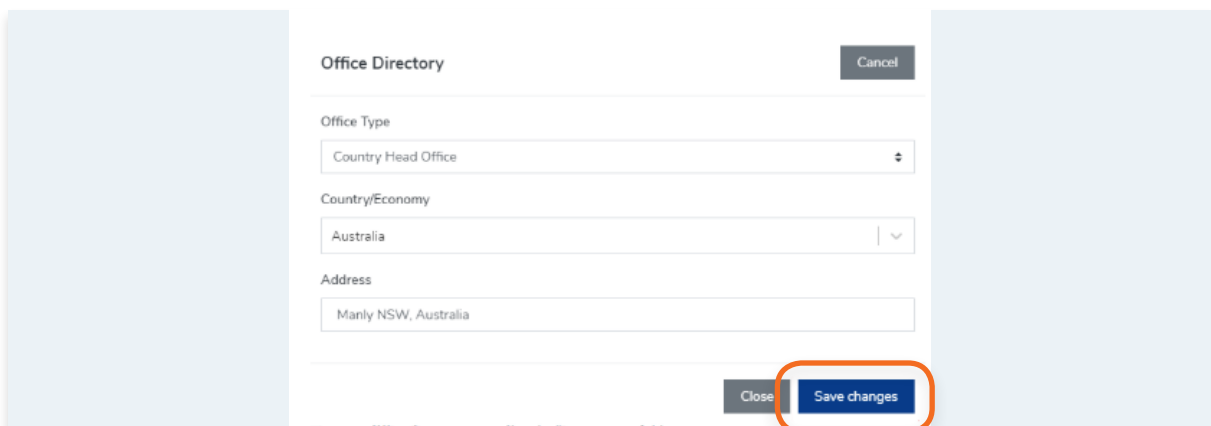 Office Directory
Cancel
Office Type
Country Head Office
Country/Economy
Australia
Address
Manly NSW, Australia
Close
Save changes